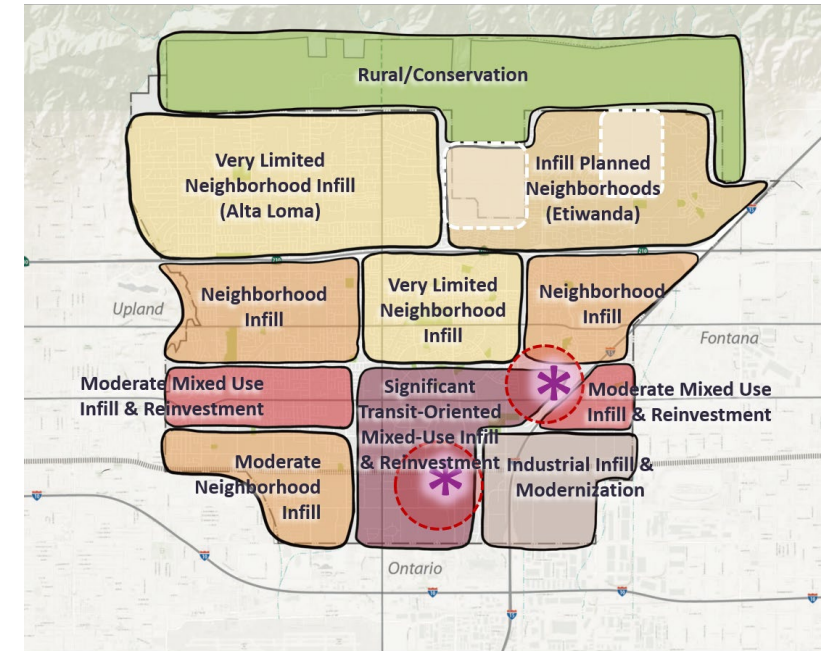 Rural/Conservation
Very Limited
Neighborhood Infill
(Alta Loma)
Infill Planned
Neighborhoods
(Etiwanda)
Upland
Neighborhood
Infill
Very Limited
Neighborhood
Infill
Neighborhood
Infill
Fontana
Moderate Mixed Use
Infill & Reinvestment
Significant
Transit-Oriented
Mixed-Use Infill
& Reinvestment
*
Moderate Mixed Use
Infill & Reinvestment
Moderate
Neighborhood
Infill
*
Industrial Infill &
Modernization
Ontario